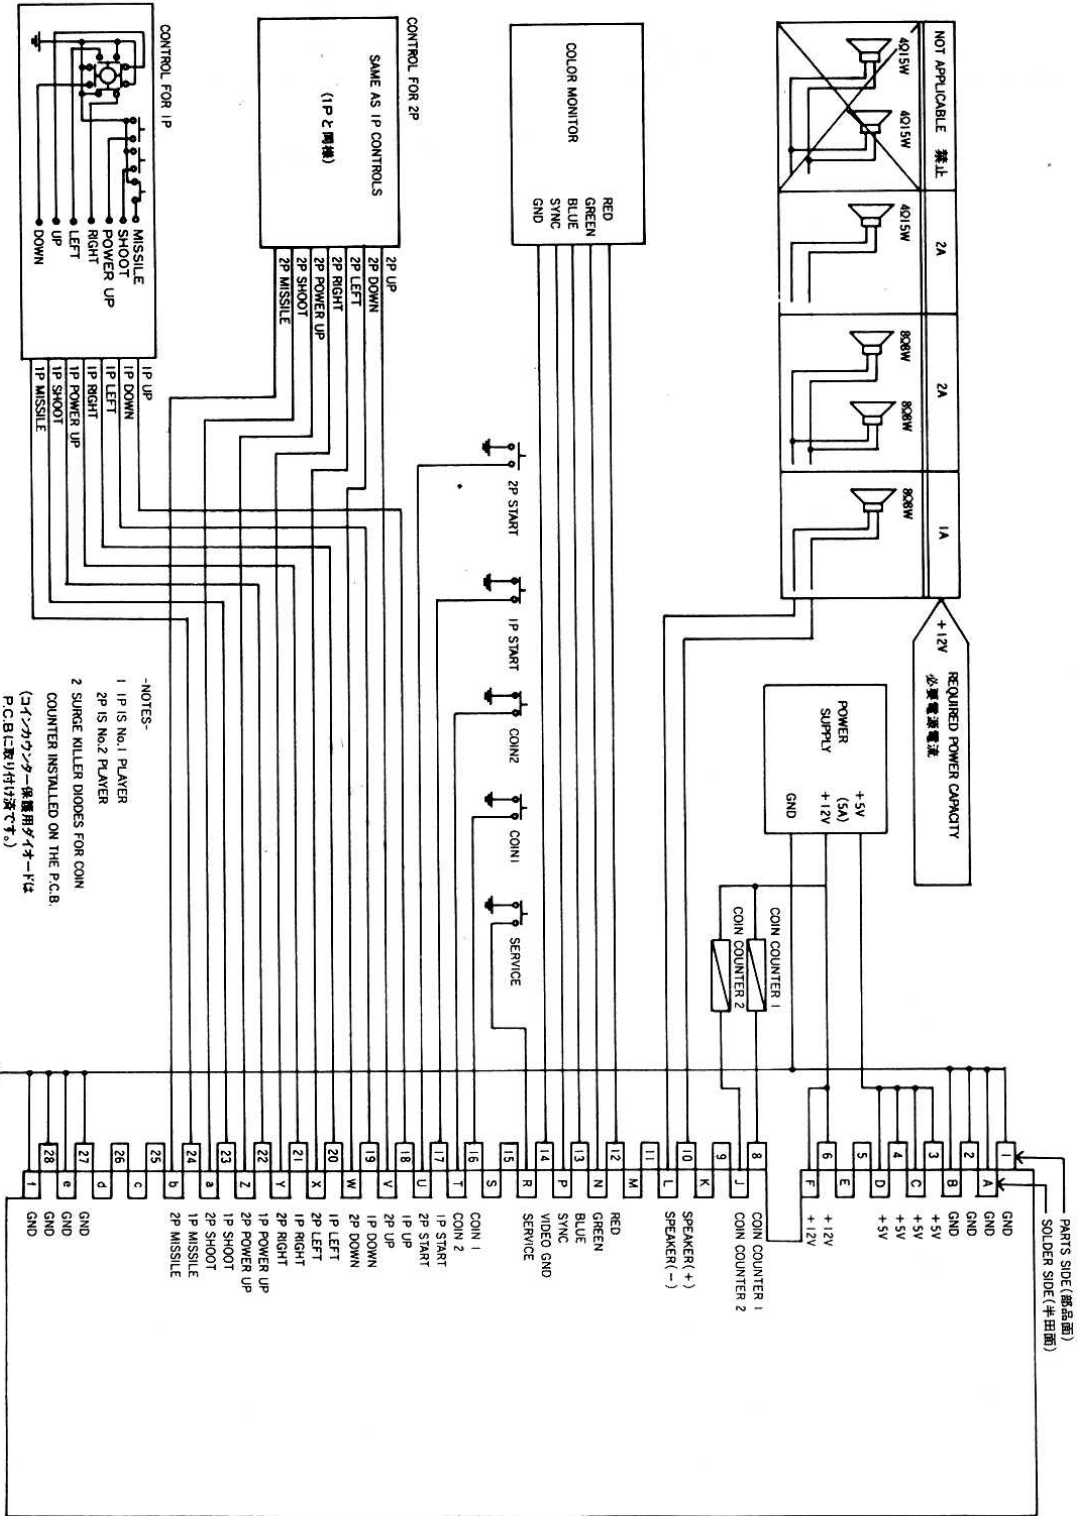 NOT APPLICABLE 禁止
4Ω15W
4Ω15W
2A
4Ω15W
2A
8Ω8W
8Ω8W
1A
8Ω8W
REQUIRED POWER CAPACITY
必要電源電流
+12V
POWER
SUPPLY
+5V
(5A)
+12V
GND
COIN COUNTER 1
COIN COUNTER 2
COLOR MONITOR
RED
GREEN
BLUE
SYNC
GND
CONTROL FOR 2P
SAME AS 1P CONTROLS
(1Pと同様)
2P UP
2P DOWN
2P LEFT
2P RIGHT
2P POWER UP
2P SHOOT
2P MISSILE
CONTROL FOR 1P
MISSILE
SHOOT
POWER UP
RIGHT
LEFT
UP
DOWN
1P UP
1P DOWN
1P LEFT
1P RIGHT
1P POWER UP
1P SHOOT
1P MISSILE
2P START
1P START
COIN2
COIN1
SERVICE
-NOTES-
1 1P IS No.1 PLAYER
2P IS No.2 PLAYER
2 SURGE KILLER DIODES FOR COIN
COUNTER INSTALLED ON THE P.C.B.
(コインカウンター保護用ダイオードは
P.C.Bに取り付け済です。)
PARTS SIDE(部品面)
SOLDER SIDE(半田面)
1 GND
A GND
2 GND
B GND
3 +5V
C +5V
4 +5V
D +5V
5
E
6 +12V
F +12V
8 COIN COUNTER 1
J COIN COUNTER 2
9
K
10 SPEAKER(+)
L SPEAKER(-)
11
M
12 RED
N GREEN
13 BLUE
P SYNC
14 VIDEO GND
R SERVICE
15
S
16 COIN 1
T COIN 2
17 1P START
U 2P START
18 1P UP
V 2P UP
19 1P DOWN
W 2P DOWN
20 1P LEFT
X 2P LEFT
21 1P RIGHT
Y 2P RIGHT
22 1P POWER UP
Z 2P POWER UP
23 1P SHOOT
a 2P SHOOT
24 1P MISSILE
b 2P MISSILE
25
c
26
d
27 GND
e GND
28 GND
f GND